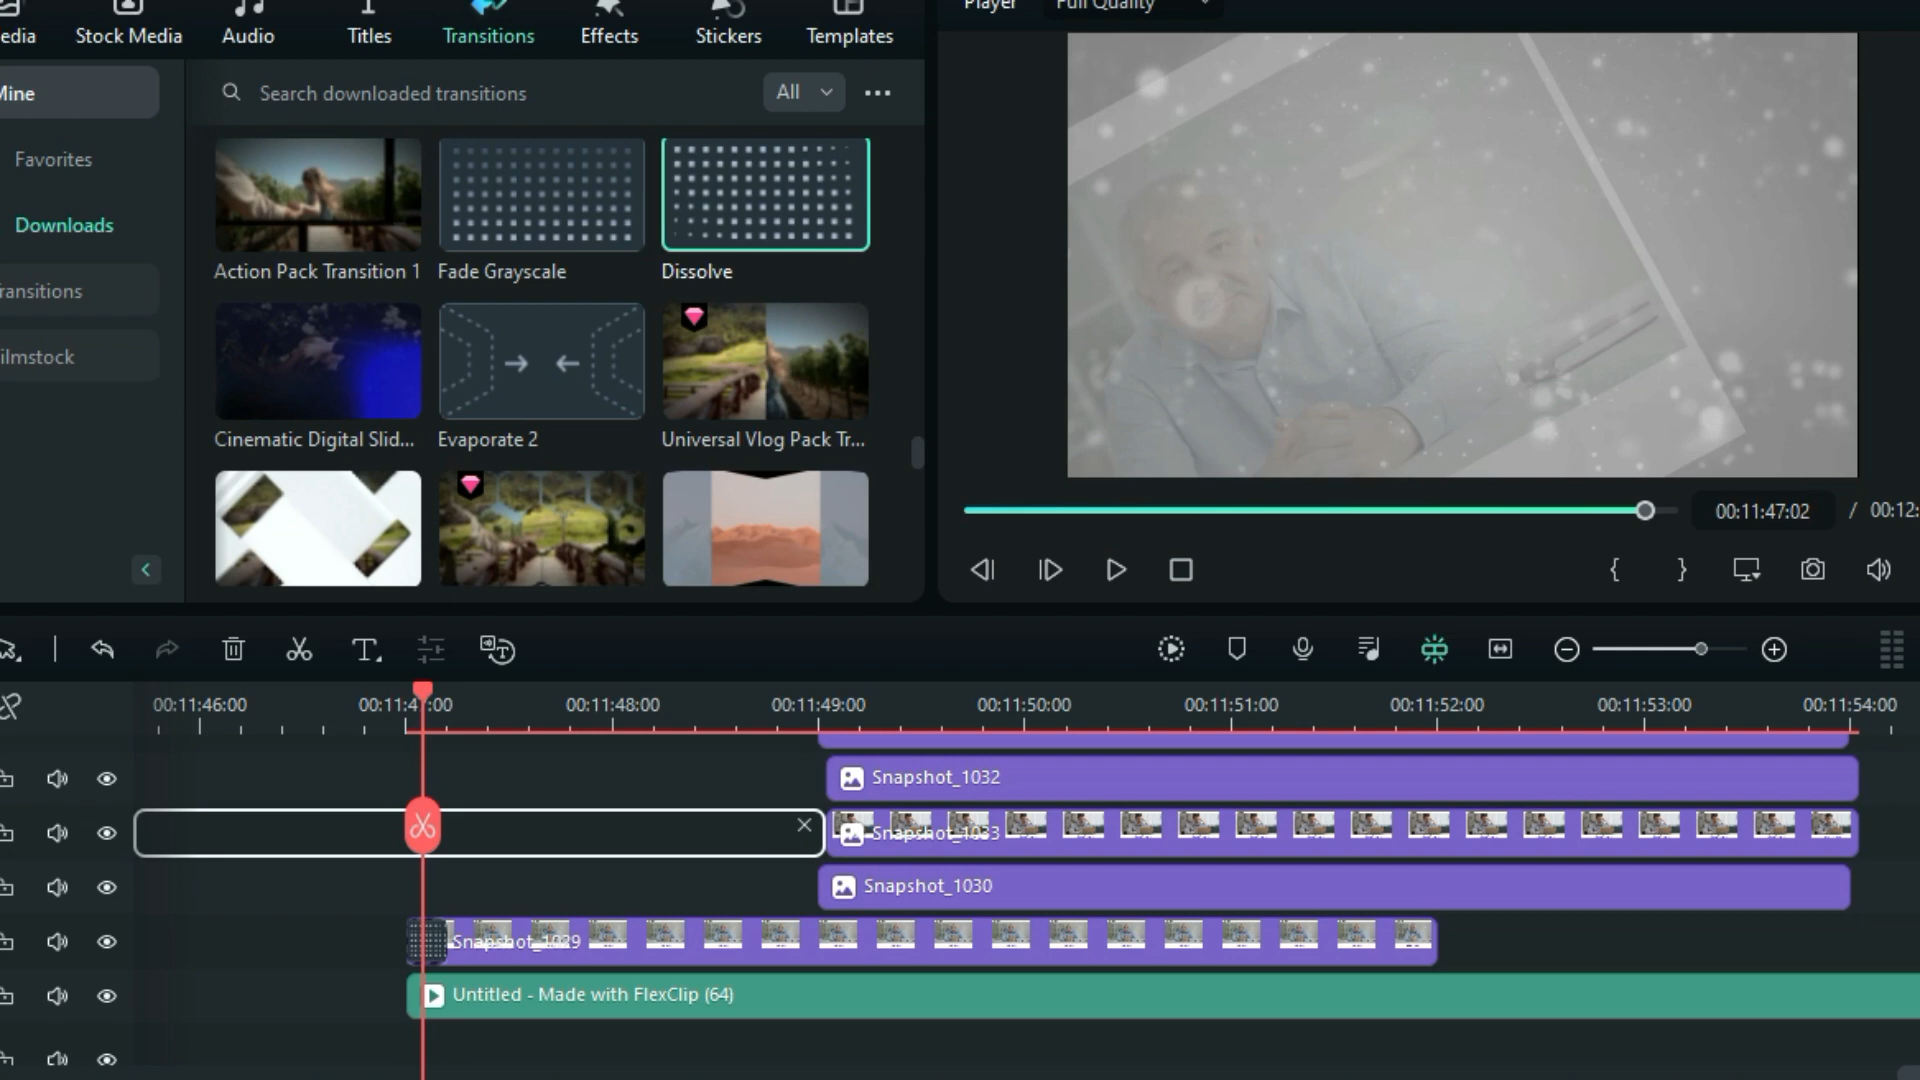 Player Full Quality
edia Stock Media Audio Titles Transitions Effects Stickers Templates
Mine
Search downloaded transitions
All
Favorites
Downloads
ransitions
ilmstock
Action Pack Transition 1 Fade Grayscale Dissolve
Cinematic Digital Slid... Evaporate 2 Universal Vlog Pack Tr...
00:11:47:02 / 00:12:
{ }
00:11:46:00 00:11:47:00 00:11:48:00 00:11:49:00 00:11:50:00 00:11:51:00 00:11:52:00 00:11:53:00 00:11:54:00
Snapshot_1032
Snapshot_1033
Snapshot_1030
Snapshot_1029
Untitled - Made with FlexClip (64)